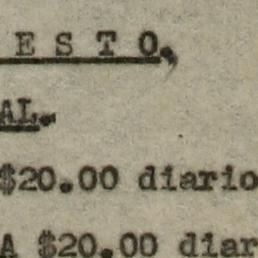 E S T O.
AL.
$20.00 diario
A $20.00 diar